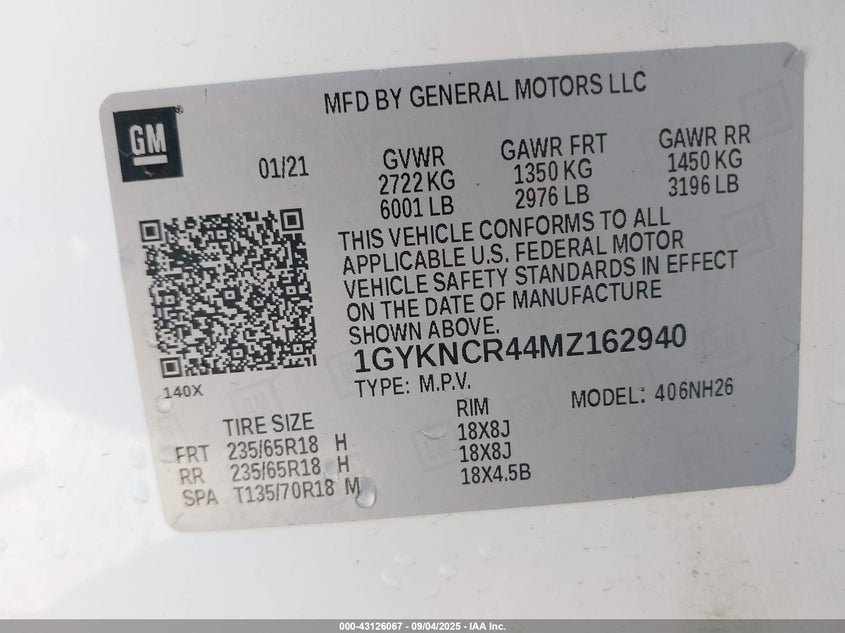 MFD BY GENERAL MOTORS LLC
GM
01/21
GVWR
2722 KG
6001 LB
GAWR FRT
1350 KG
2976 LB
GAWR RR
1450 KG
3196 LB
THIS VEHICLE CONFORMS TO ALL
APPLICABLE U.S. FEDERAL MOTOR
VEHICLE SAFETY STANDARDS IN EFFECT
ON THE DATE OF MANUFACTURE
SHOWN ABOVE.
1GYKNCR44MZ162940
140X
TYPE: M.P.V.
MODEL: 406NH26
TIRE SIZE
RIM
FRT 235/65R18 H 18X8J
RR 235/65R18 H 18X8J
SPA T135/70R18 M 18X4.5B
000-43126067 - 09/04/2025 - IAA Inc.